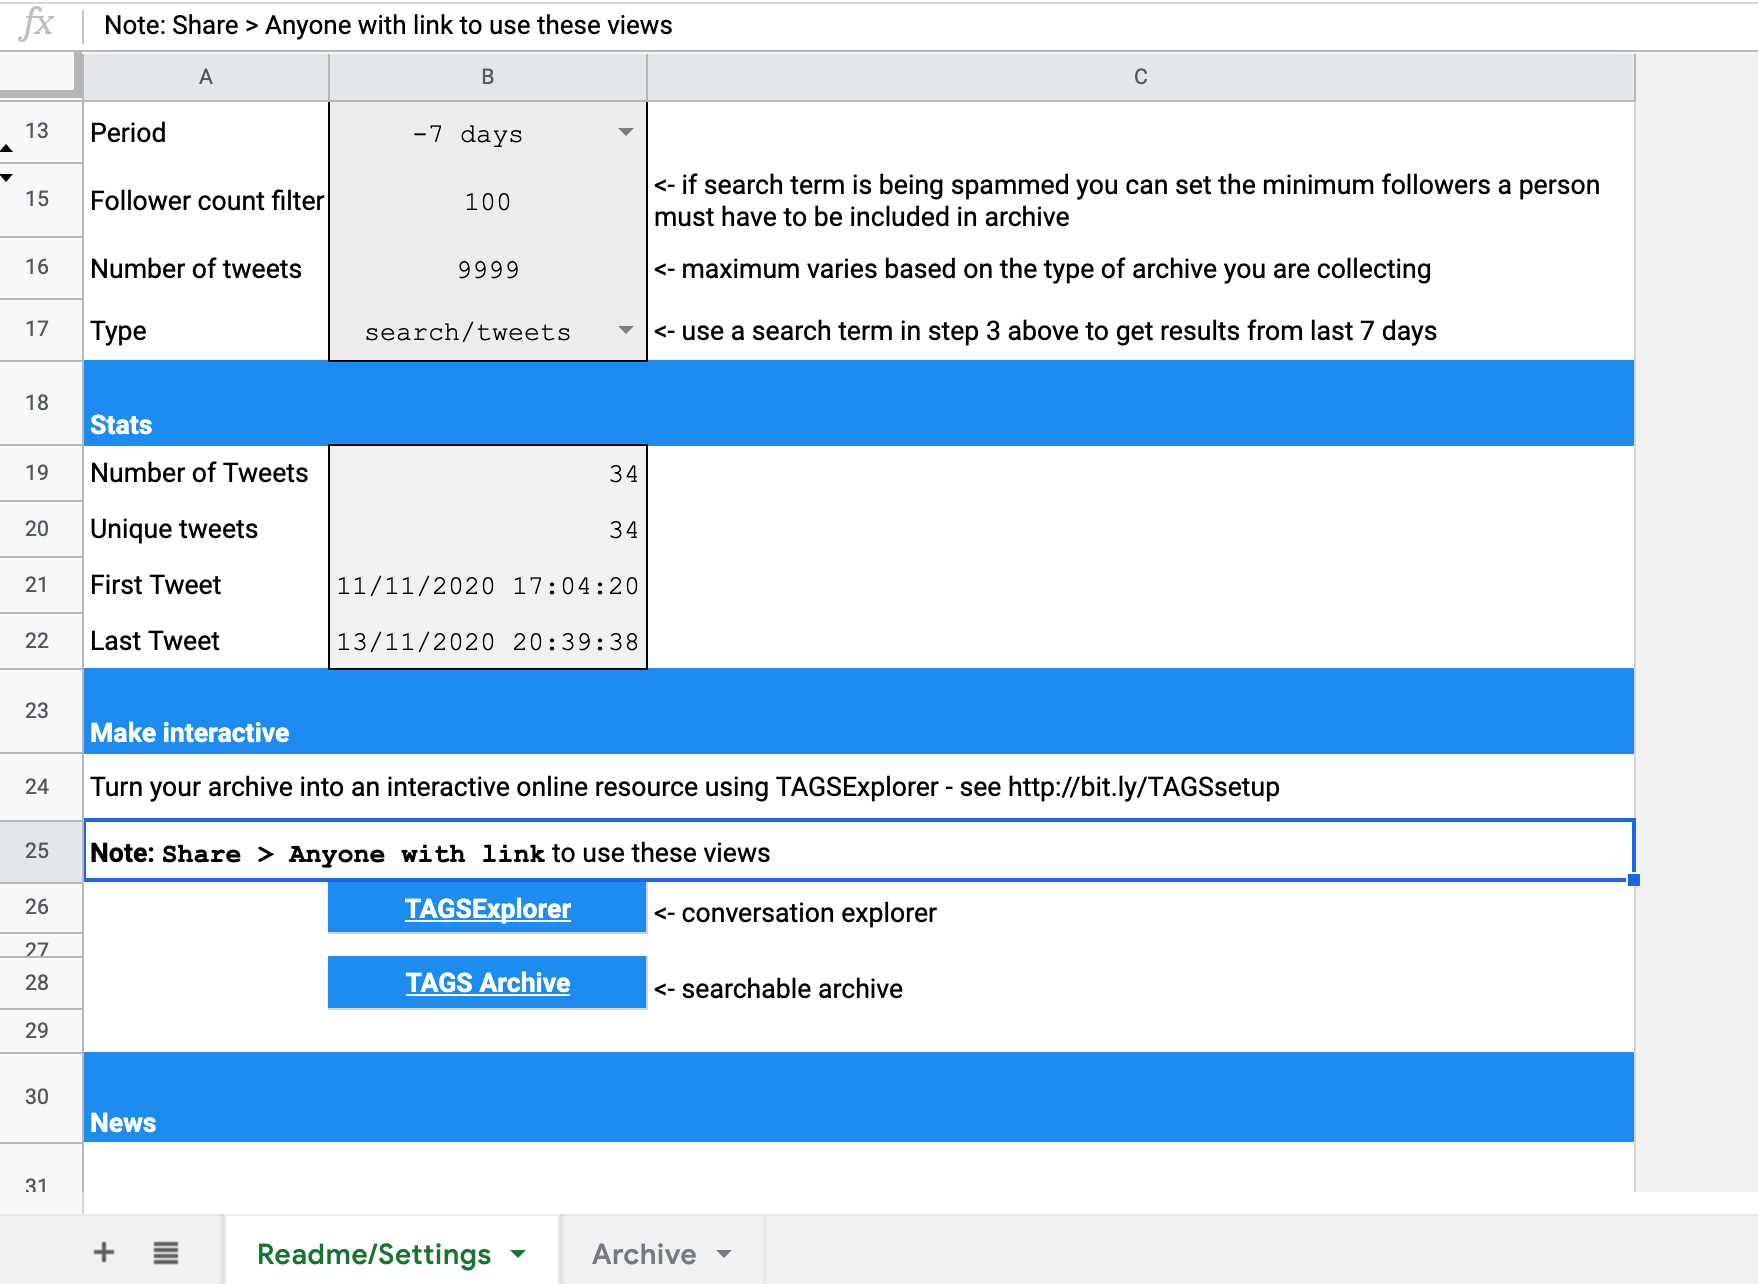 fx Note: Share > Anyone with link to use these views
A B C
13 Period -7 days
15 Follower count filter 100 <- if search term is being spammed you can set the minimum followers a person
must have to be included in archive
16 Number of tweets 9999 <- maximum varies based on the type of archive you are collecting
17 Type search/tweets <- use a search term in step 3 above to get results from last 7 days
18 Stats
19 Number of Tweets 34
20 Unique tweets 34
21 First Tweet 11/11/2020 17:04:20
22 Last Tweet 13/11/2020 20:39:38
23 Make interactive
24 Turn your archive into an interactive online resource using TAGSExplorer - see http://bit.ly/TAGSsetup
25 Note: Share > Anyone with link to use these views
26 TAGSExplorer <- conversation explorer
27
28 TAGS Archive <- searchable archive
29
30 News
31
+ Readme/Settings Archive